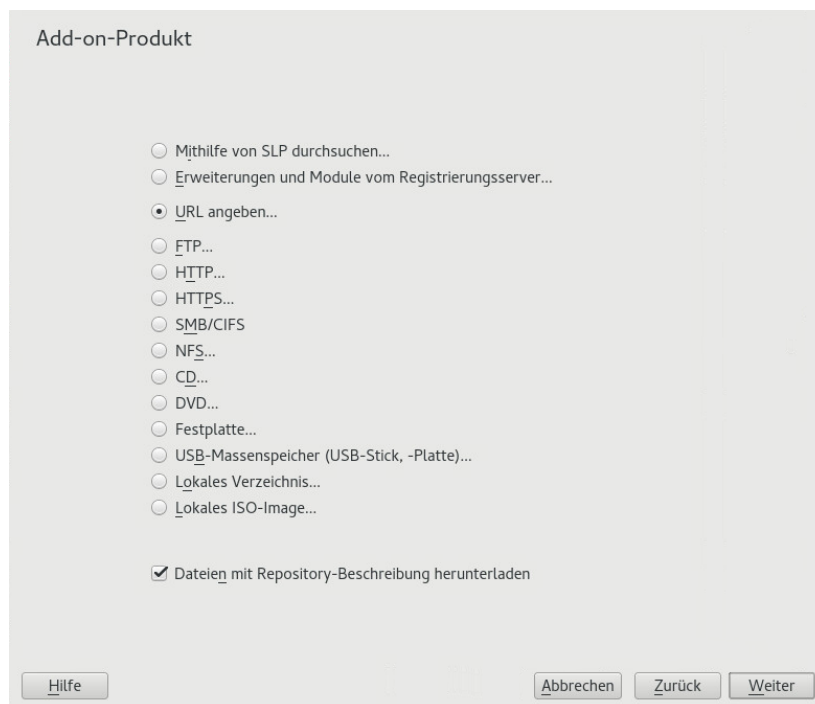 Add-on-Produkt
Mithilfe von SLP durchsuchen...
Erweiterungen und Module vom Registrierungsserver...
URL angeben...
FTP...
HTTP...
HTTPS...
SMB/CIFS
NFS...
CD...
DVD...
Festplatte...
USB-Massenspeicher (USB-Stick, -Platte)...
Lokales Verzeichnis...
Lokales ISO-Image...
Dateien mit Repository-Beschreibung herunterladen
Hilfe Abbrechen Zurück Weiter